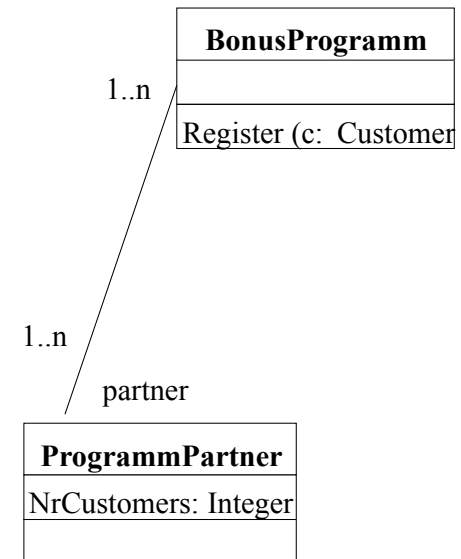 BonusProgramm
1..n
Register (c: Customer
1..n
partner
ProgrammPartner
NrCustomers: Integer